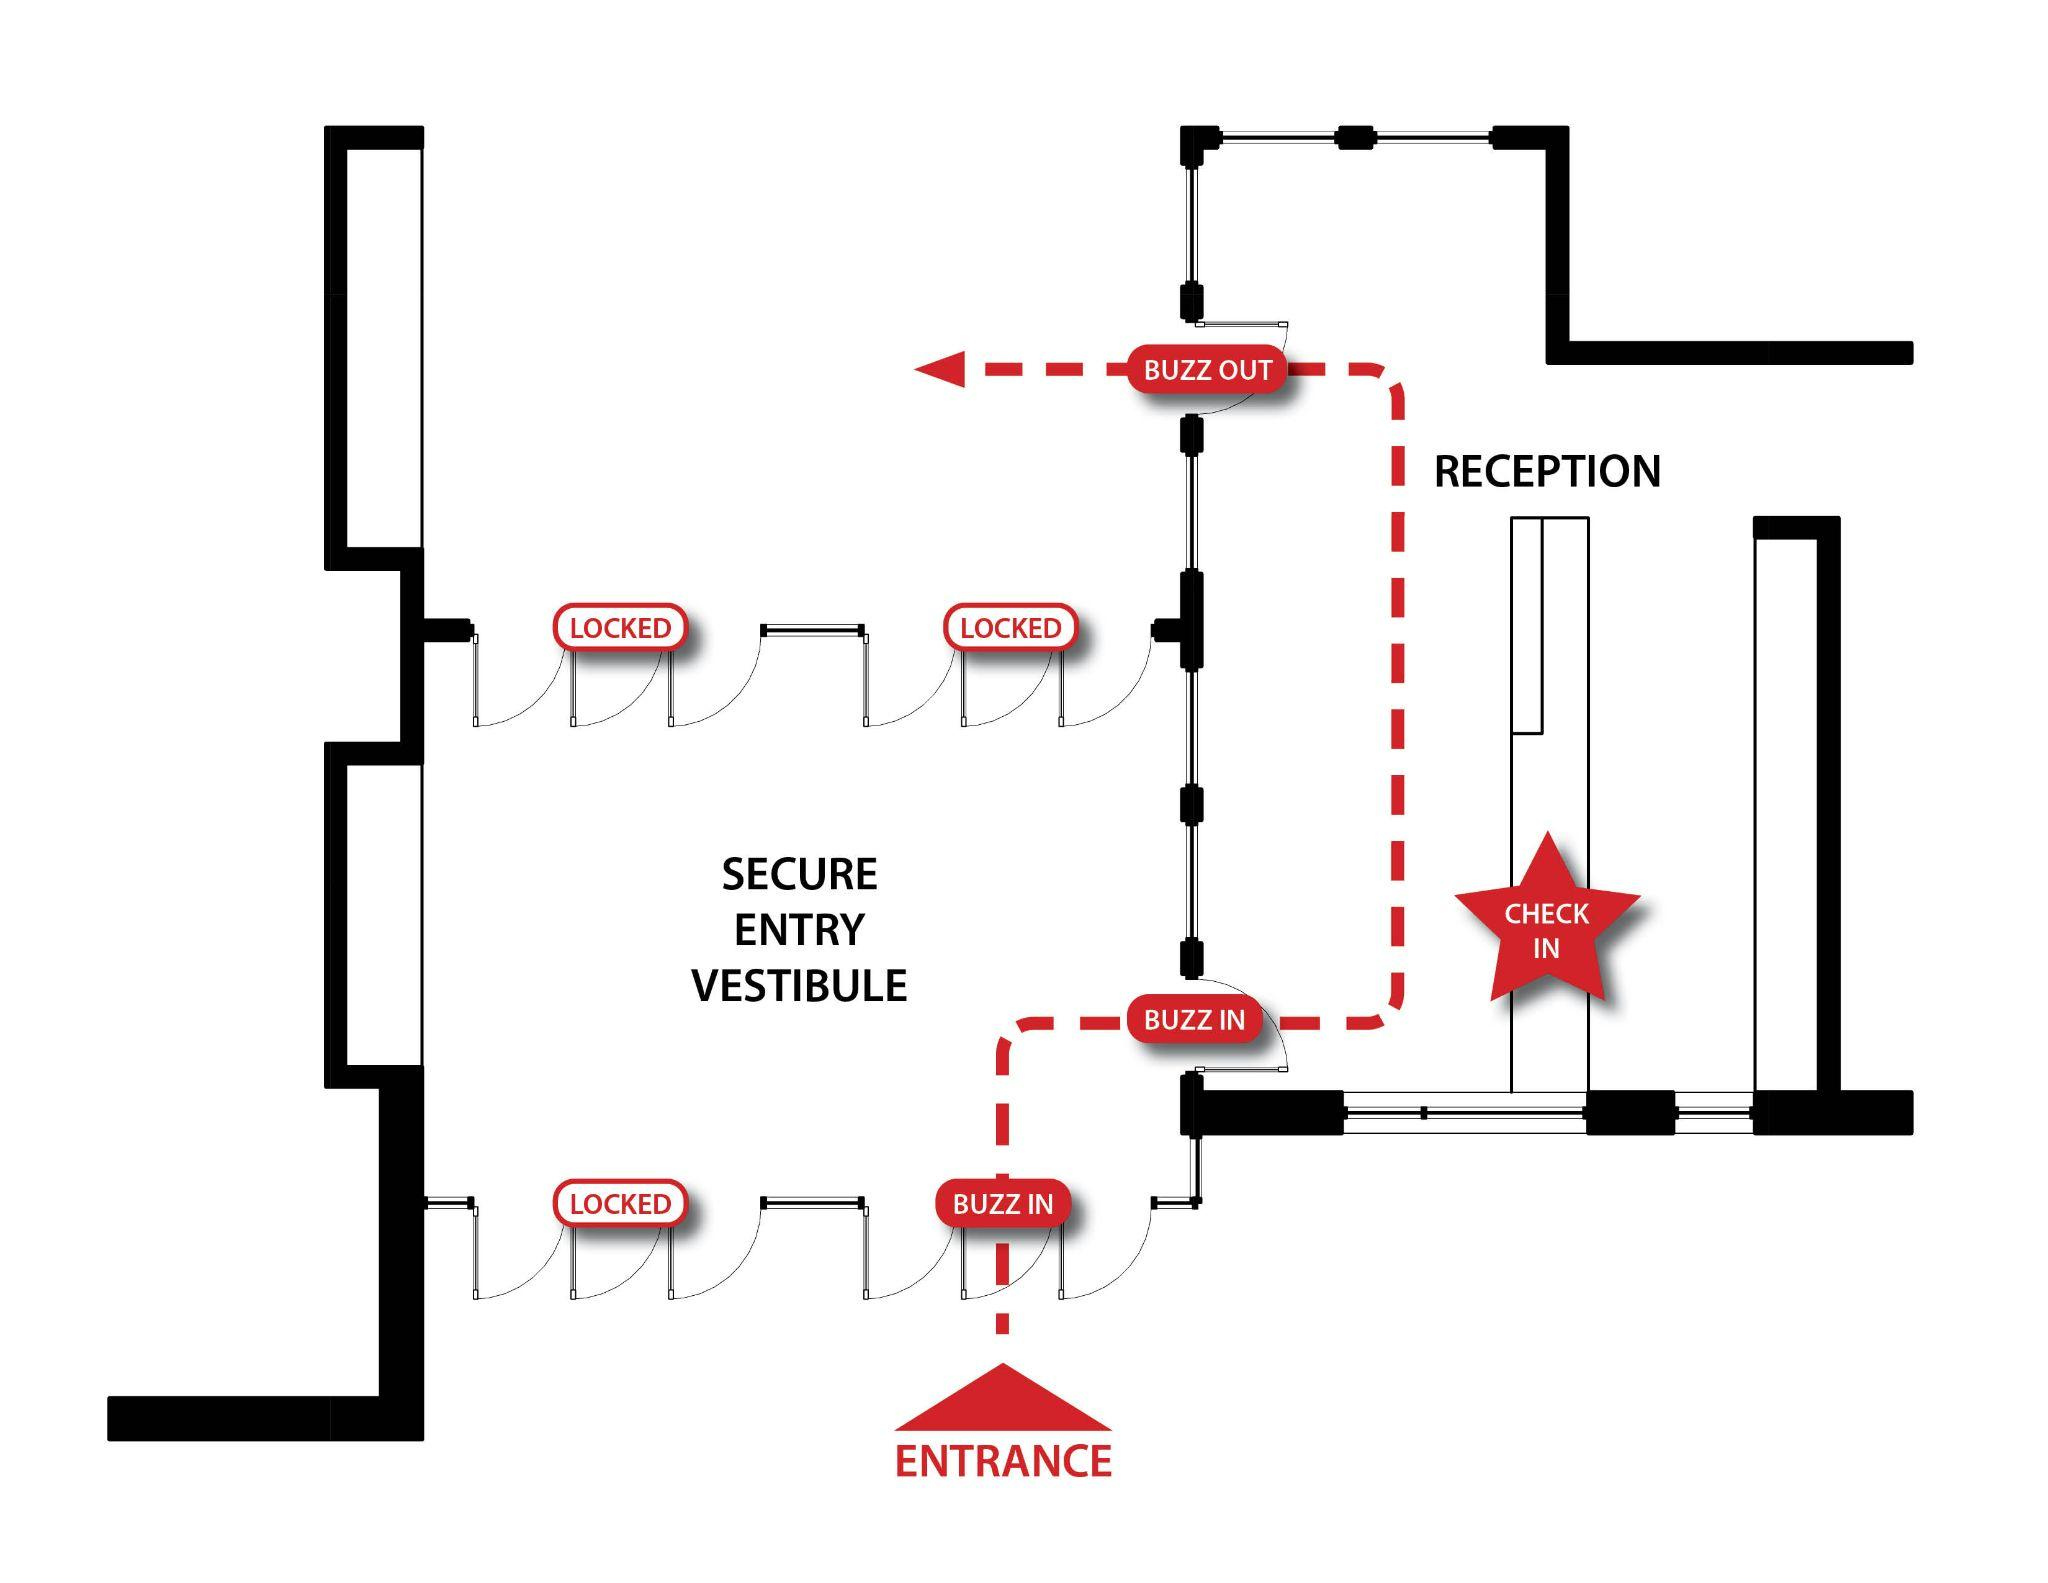 BUZZ OUT
RECEPTION
LOCKED
LOCKED
SECURE
ENTRY
VESTIBULE
CHECK
IN
BUZZ IN
LOCKED
BUZZ IN
ENTRANCE